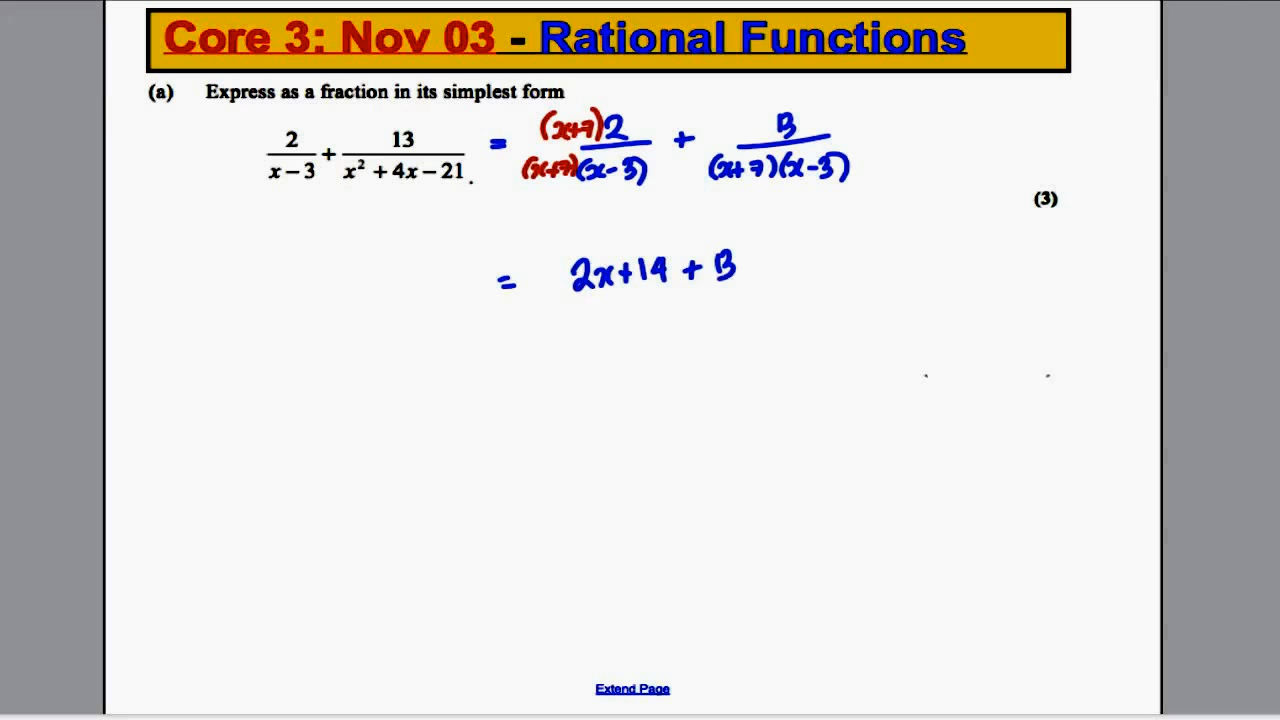 Core 3: Nov 03 - Rational Functions
(a) Express as a fraction in its simplest form
2/(x − 3) + 13/(x² + 4x − 21) . = (x+7)2/((x+7)(x-3)) + 13/((x+7)(x-3))
(3)
= 2x+14 + 13
Extend Page